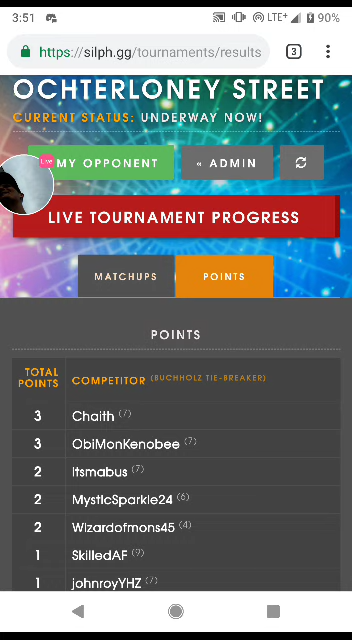 3:51
LTE+
90%
https://silph.gg/tournaments/results
3
OCHTERLONEY STREET
CURRENT STATUS: UNDERWAY NOW!
Live
MY OPPONENT
« ADMIN
LIVE TOURNAMENT PROGRESS
MATCHUPS
POINTS
POINTS
TOTAL POINTS
COMPETITOR (BUCHHOLZ TIE-BREAKER)
3 Chaith (7)
3 ObiMonKenobee (7)
2 Itsmabus (7)
2 MysticSparkle24 (6)
2 Wizardofmons45 (4)
1 SkilledAF (9)
1 johnroyYHZ (7)